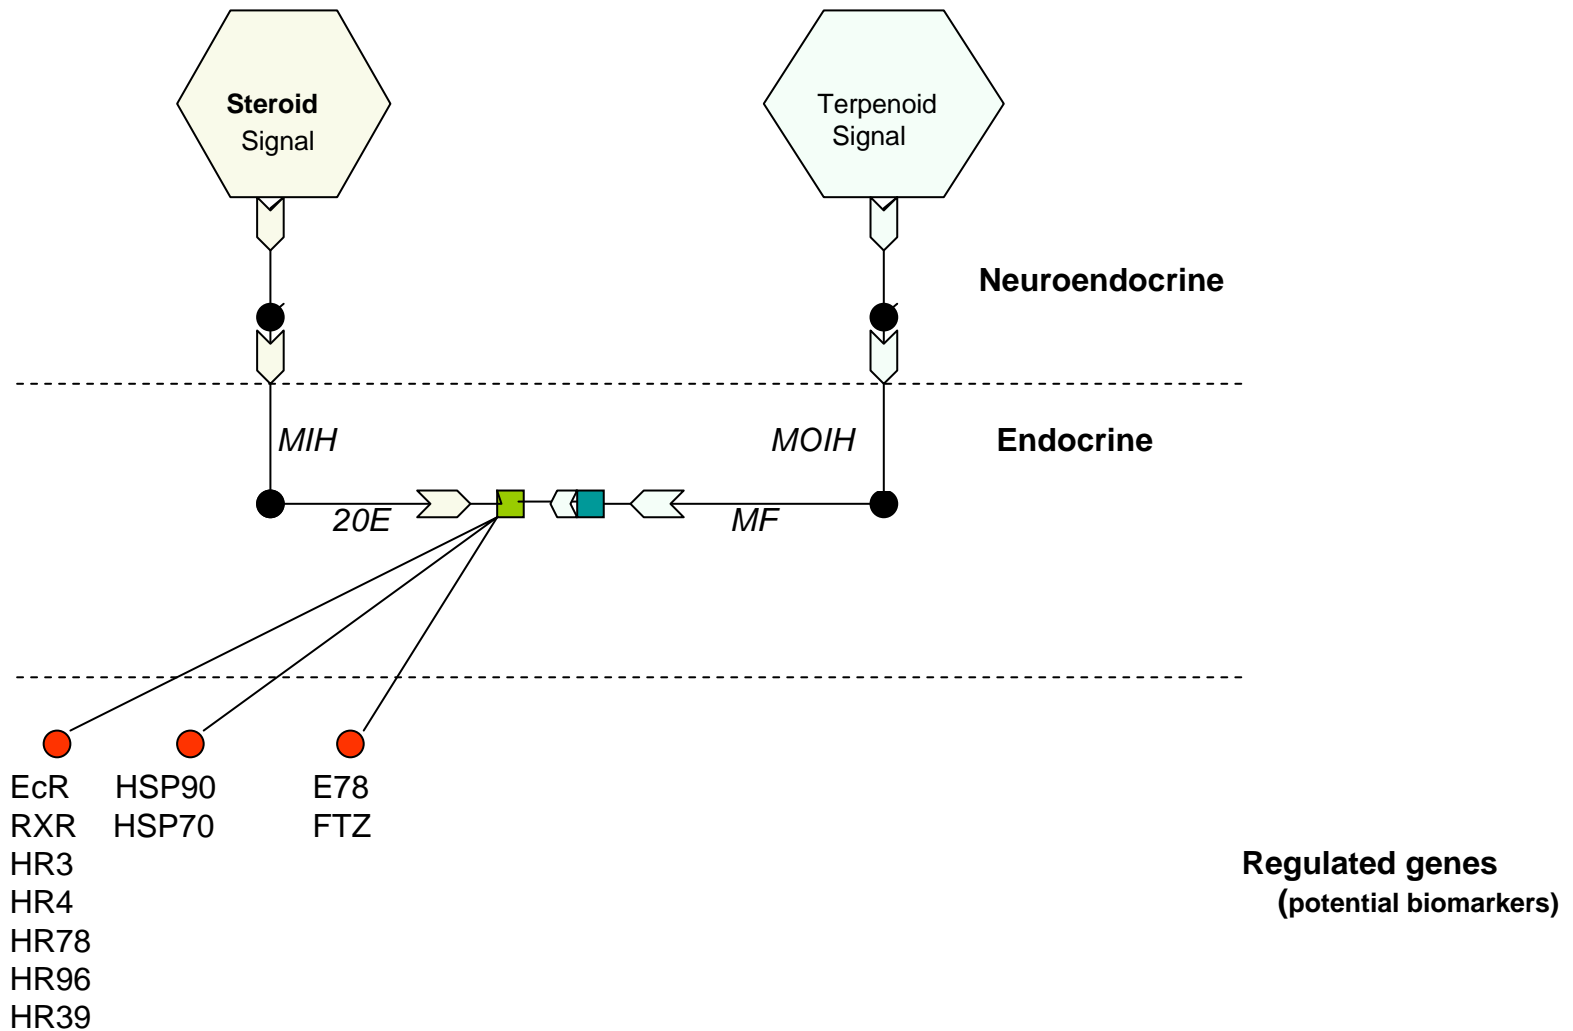 Steroid
Signal
Terpenoid
Signal
Neuroendocrine
MIH
MOIH
Endocrine
20E
MF
EcR HSP90 E78
RXR HSP70 FTZ
HR3
Regulated genes
HR4
(potential biomarkers)
HR78
HR96
HR39